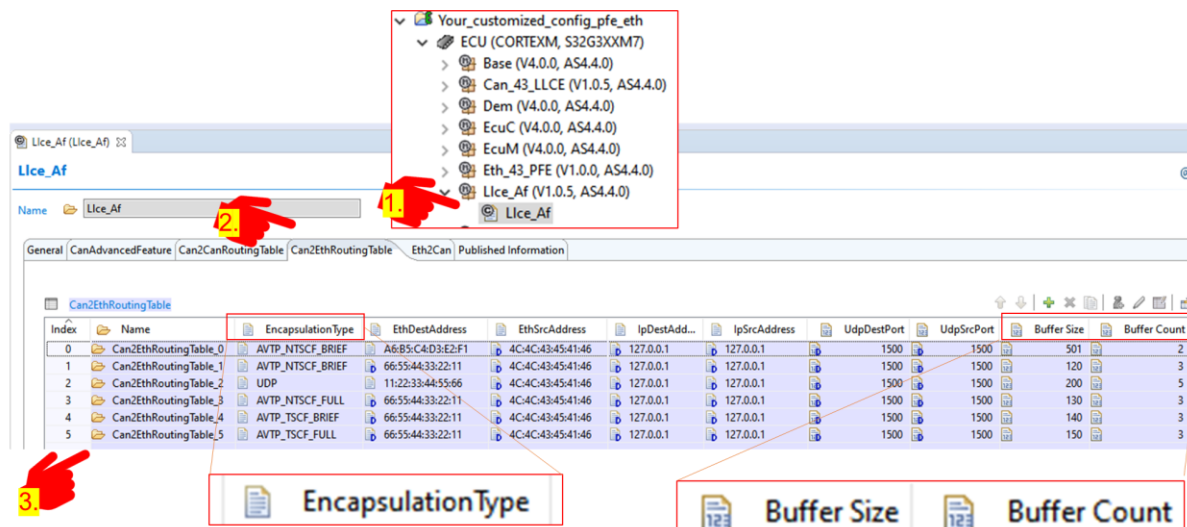 Your_customized_config_pfe_eth
ECU (CORTEXM, S32G3XXM7)
Base (V4.0.0, AS4.4.0)
Can_43_LLCE (V1.0.5, AS4.4.0)
Dem (V4.0.0, AS4.4.0)
EcuC (V4.0.0, AS4.4.0)
EcuM (V4.0.0, AS4.4.0)
Eth_43_PFE (V1.0.0, AS4.4.0)
Llce_Af (V1.0.5, AS4.4.0)
1. Llce_Af
Llce_Af (Llce_Af)
Llce_Af
Name Llce_Af
2.
General CanAdvancedFeature Can2CanRoutingTable Can2EthRoutingTable Eth2Can Published Information
Can2EthRoutingTable
Index Name EncapsulationType EthDestAddress EthSrcAddress IpDestAdd... IpSrcAddress UdpDestPort UdpSrcPort Buffer Size Buffer Count
0 Can2EthRoutingTable_0 AVTP_NTSCF_BRIEF A6:B5:C4:D3:E2:F1 4C:4C:43:45:41:46 127.0.0.1 127.0.0.1 1500 1500 501 2
1 Can2EthRoutingTable_1 AVTP_NTSCF_BRIEF 66:55:44:33:22:11 4C:4C:43:45:41:46 127.0.0.1 127.0.0.1 1500 1500 120 3
2 Can2EthRoutingTable_2 UDP 11:22:33:44:55:66 4C:4C:43:45:41:46 127.0.0.1 127.0.0.1 1500 1500 200 5
3 Can2EthRoutingTable_3 AVTP_NTSCF_FULL 66:55:44:33:22:11 4C:4C:43:45:41:46 127.0.0.1 127.0.0.1 1500 1500 130 3
4 Can2EthRoutingTable_4 AVTP_TSCF_BRIEF 66:55:44:33:22:11 4C:4C:43:45:41:46 127.0.0.1 127.0.0.1 1500 1500 140 3
5 Can2EthRoutingTable_5 AVTP_TSCF_FULL 66:55:44:33:22:11 4C:4C:43:45:41:46 127.0.0.1 127.0.0.1 1500 1500 150 3
3.
EncapsulationType
Buffer Size Buffer Count